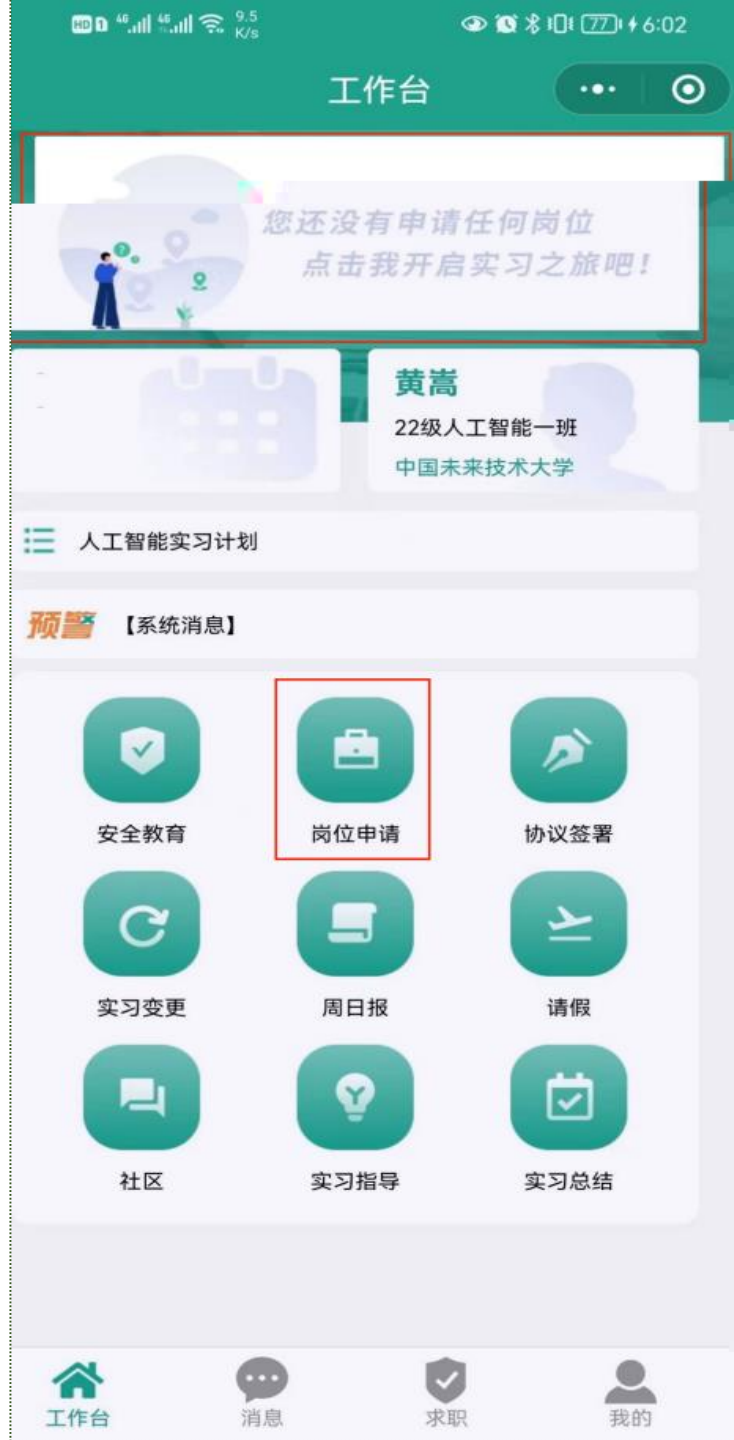 HD 1 4G 4G 9.5 K/s 77 6:02
工作台
您还没有申请任何岗位
点击我开启实习之旅吧!
-
-
黄嵩
22级人工智能一班
中国未来技术大学
人工智能实习计划
预警 【系统消息】
安全教育 岗位申请 协议签署
实习变更 周日报 请假
社区 实习指导 实习总结
工作台 消息 求职 我的